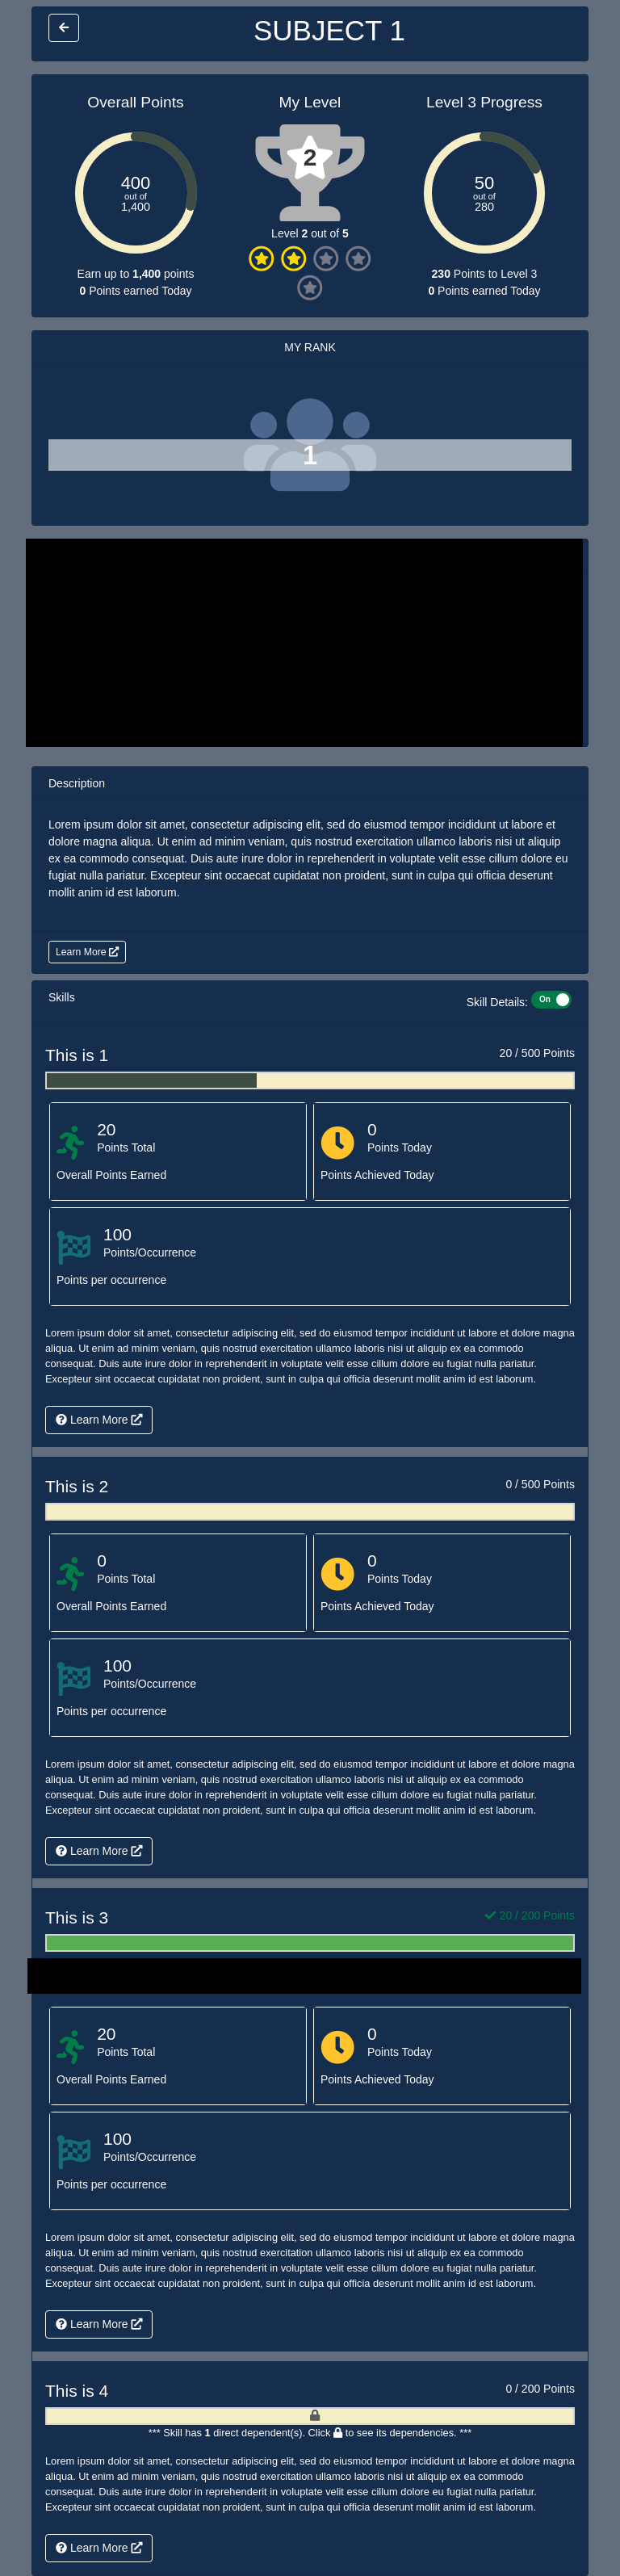 SUBJECT 1
Overall Points
My Level
Level 3 Progress
400
out of
1,400
2
50
out of
280
Level 2 out of 5
Earn up to 1,400 points
0 Points earned Today
230 Points to Level 3
0 Points earned Today
MY RANK
1
Description
Lorem ipsum dolor sit amet, consectetur adipiscing elit, sed do eiusmod tempor incididunt ut labore et
dolore magna aliqua. Ut enim ad minim veniam, quis nostrud exercitation ullamco laboris nisi ut aliquip
ex ea commodo consequat. Duis aute irure dolor in reprehenderit in voluptate velit esse cillum dolore eu
fugiat nulla pariatur. Excepteur sint occaecat cupidatat non proident, sunt in culpa qui officia deserunt
mollit anim id est laborum.
Learn More
Skills
Skill Details: On
This is 1
20 / 500 Points
20
Points Total
Overall Points Earned
0
Points Today
Points Achieved Today
100
Points/Occurrence
Points per occurrence
Lorem ipsum dolor sit amet, consectetur adipiscing elit, sed do eiusmod tempor incididunt ut labore et dolore magna
aliqua. Ut enim ad minim veniam, quis nostrud exercitation ullamco laboris nisi ut aliquip ex ea commodo
consequat. Duis aute irure dolor in reprehenderit in voluptate velit esse cillum dolore eu fugiat nulla pariatur.
Excepteur sint occaecat cupidatat non proident, sunt in culpa qui officia deserunt mollit anim id est laborum.
Learn More
This is 2
0 / 500 Points
0
Points Total
Overall Points Earned
0
Points Today
Points Achieved Today
100
Points/Occurrence
Points per occurrence
Lorem ipsum dolor sit amet, consectetur adipiscing elit, sed do eiusmod tempor incididunt ut labore et dolore magna
aliqua. Ut enim ad minim veniam, quis nostrud exercitation ullamco laboris nisi ut aliquip ex ea commodo
consequat. Duis aute irure dolor in reprehenderit in voluptate velit esse cillum dolore eu fugiat nulla pariatur.
Excepteur sint occaecat cupidatat non proident, sunt in culpa qui officia deserunt mollit anim id est laborum.
Learn More
This is 3
20 / 200 Points
20
Points Total
Overall Points Earned
0
Points Today
Points Achieved Today
100
Points/Occurrence
Points per occurrence
Lorem ipsum dolor sit amet, consectetur adipiscing elit, sed do eiusmod tempor incididunt ut labore et dolore magna
aliqua. Ut enim ad minim veniam, quis nostrud exercitation ullamco laboris nisi ut aliquip ex ea commodo
consequat. Duis aute irure dolor in reprehenderit in voluptate velit esse cillum dolore eu fugiat nulla pariatur.
Excepteur sint occaecat cupidatat non proident, sunt in culpa qui officia deserunt mollit anim id est laborum.
Learn More
This is 4
0 / 200 Points
*** Skill has 1 direct dependent(s). Click to see its dependencies. ***
Lorem ipsum dolor sit amet, consectetur adipiscing elit, sed do eiusmod tempor incididunt ut labore et dolore magna
aliqua. Ut enim ad minim veniam, quis nostrud exercitation ullamco laboris nisi ut aliquip ex ea commodo
consequat. Duis aute irure dolor in reprehenderit in voluptate velit esse cillum dolore eu fugiat nulla pariatur.
Excepteur sint occaecat cupidatat non proident, sunt in culpa qui officia deserunt mollit anim id est laborum.
Learn More